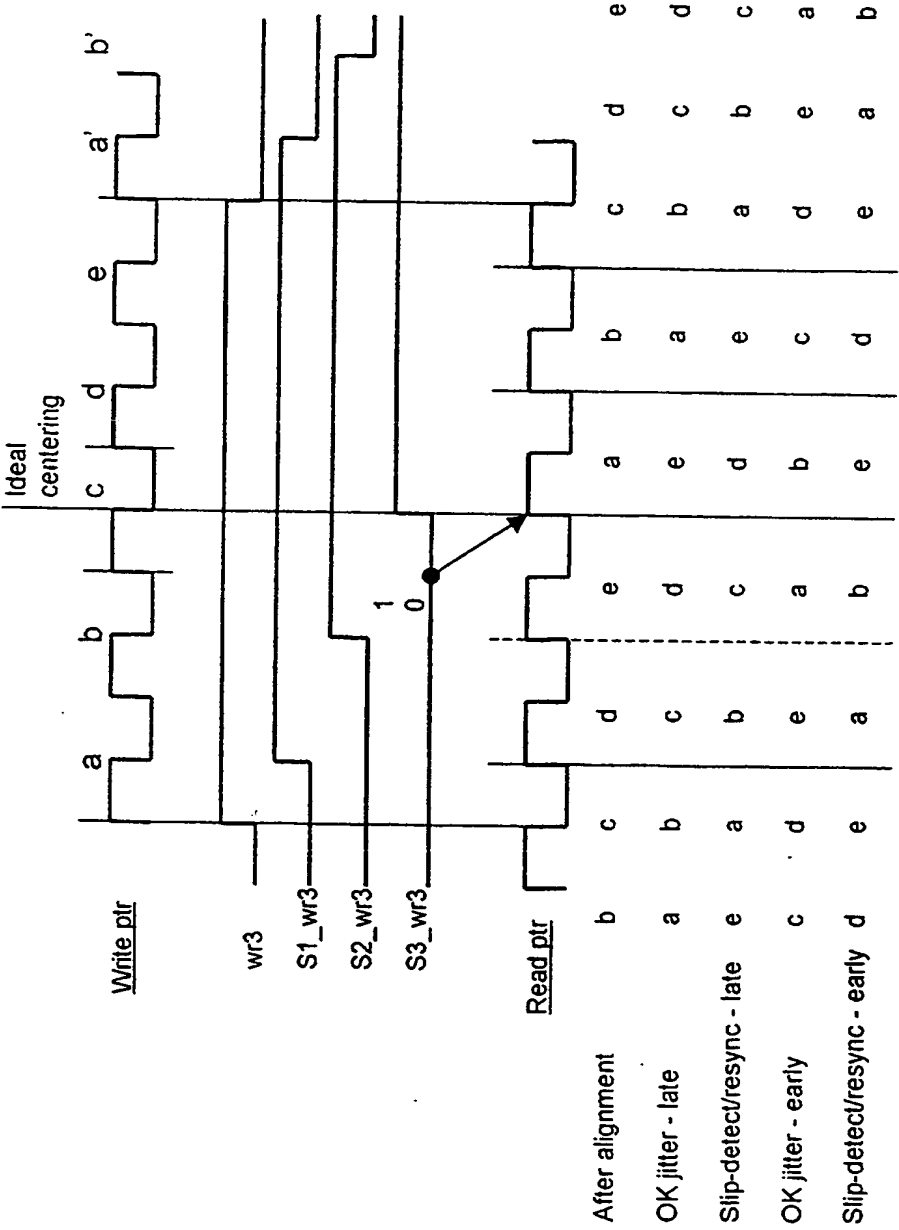 Ideal
centering
a b c d e a' b'
Write ptr
wr3
S1_wr3
S2_wr3
1
0
S3_wr3
Read ptr
After alignment b c d e a b c d e
OK jitter - late a b c d e a b c d
Slip-detect/resync - late e a b c d e a b c
OK jitter - early c d e a b c d e a
Slip-detect/resync - early d e a b e d e a b